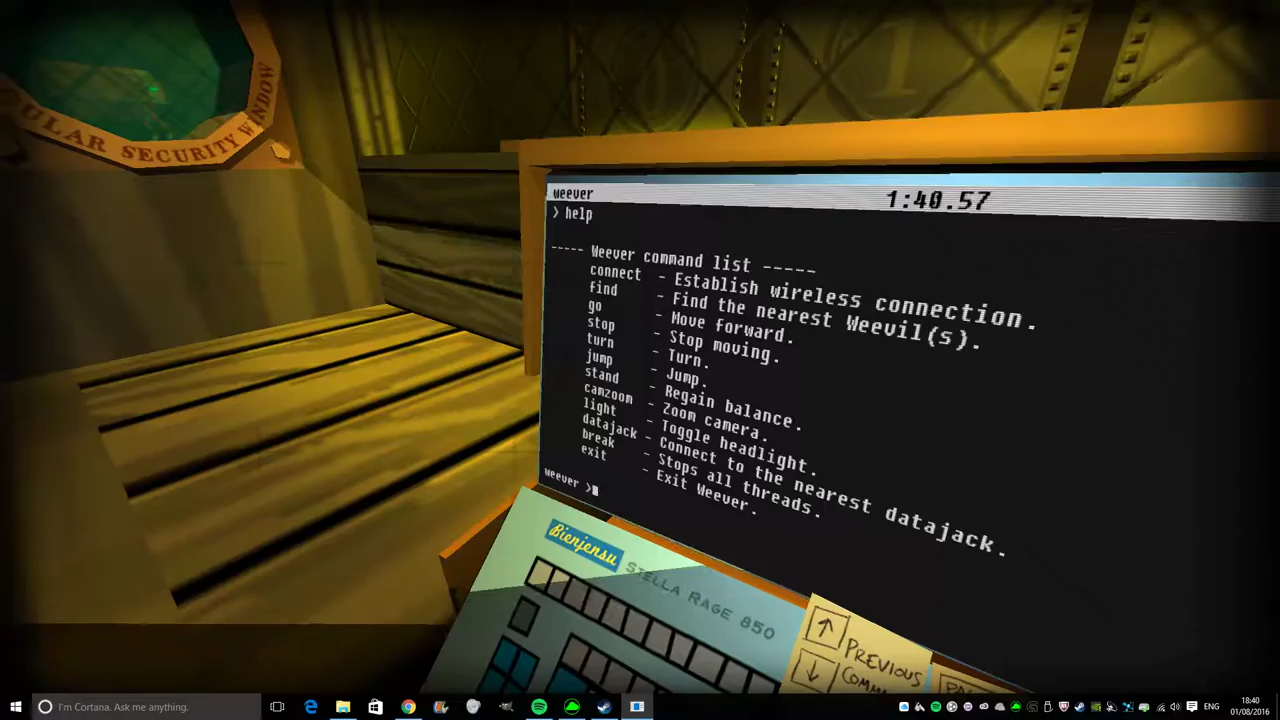 ULAR SECURITY WINDOW
weever 1:40.57
> help
----- Weever command list -----
connect - Establish wireless connection.
find - Find the nearest Weevil(s).
go - Move forward.
stop - Stop moving.
turn - Turn.
jump - Jump.
stand - Regain balance.
camzoom - Zoom camera.
light - Toggle headlight.
datajack - Connect to the nearest datajack.
break - Stops all threads.
exit - Exit Weever.
weever >
Bienjensu
STELLA RAGE 850
↑ PREVIOUS
↓ COMM
I'm Cortana. Ask me anything.
ENG
18:40
01/08/2016